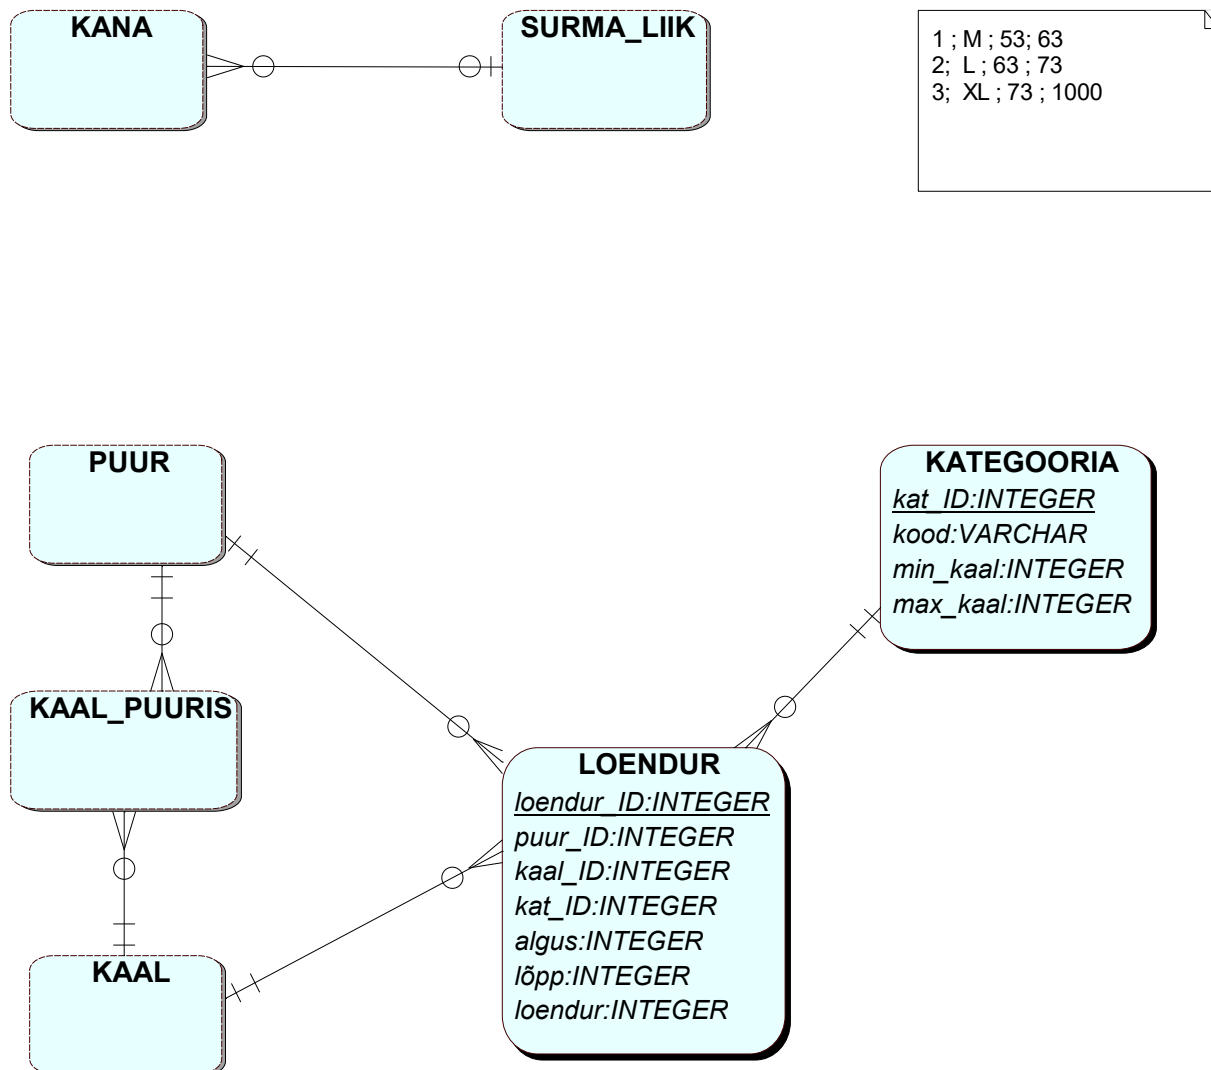 KANA
SURMA_LIIK
1 ; M ; 53; 63
2; L ; 63 ; 73
3; XL ; 73 ; 1000
PUUR
KATEGOORIA
kat_ID:INTEGER
kood:VARCHAR
min_kaal:INTEGER
max_kaal:INTEGER
KAAL_PUURIS
LOENDUR
loendur_ID:INTEGER
puur_ID:INTEGER
kaal_ID:INTEGER
kat_ID:INTEGER
algus:INTEGER
lõpp:INTEGER
loendur:INTEGER
KAAL